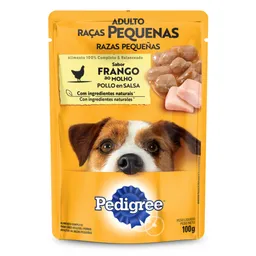 ADULTO
RAÇAS PEQUENAS
RAZAS PEQUEÑAS
Alimento 100% Completo & Balanceado
Sabor
FRANGO
AO MOLHO
POLLO EN SALSA
Com ingredientes naturais
Con ingredientes naturales
Pedigree
100g